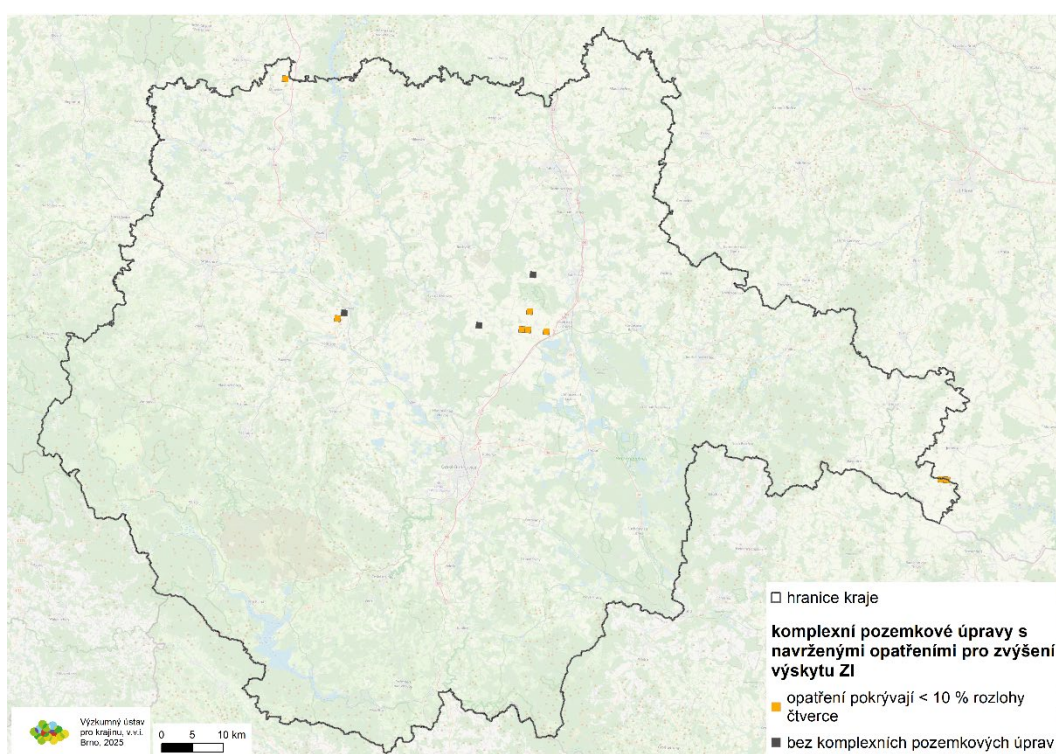 hranice kraje
komplexní pozemkové úpravy s
navrženými opatřeními pro zvýšení
výskytu ZI
opatření pokrývají < 10 % rozlohy
čtverce
bez komplexních pozemkových úprav
Výzkumný ústav
pro krajinu, v.v.i.
Brno, 2025
0 5 10 km